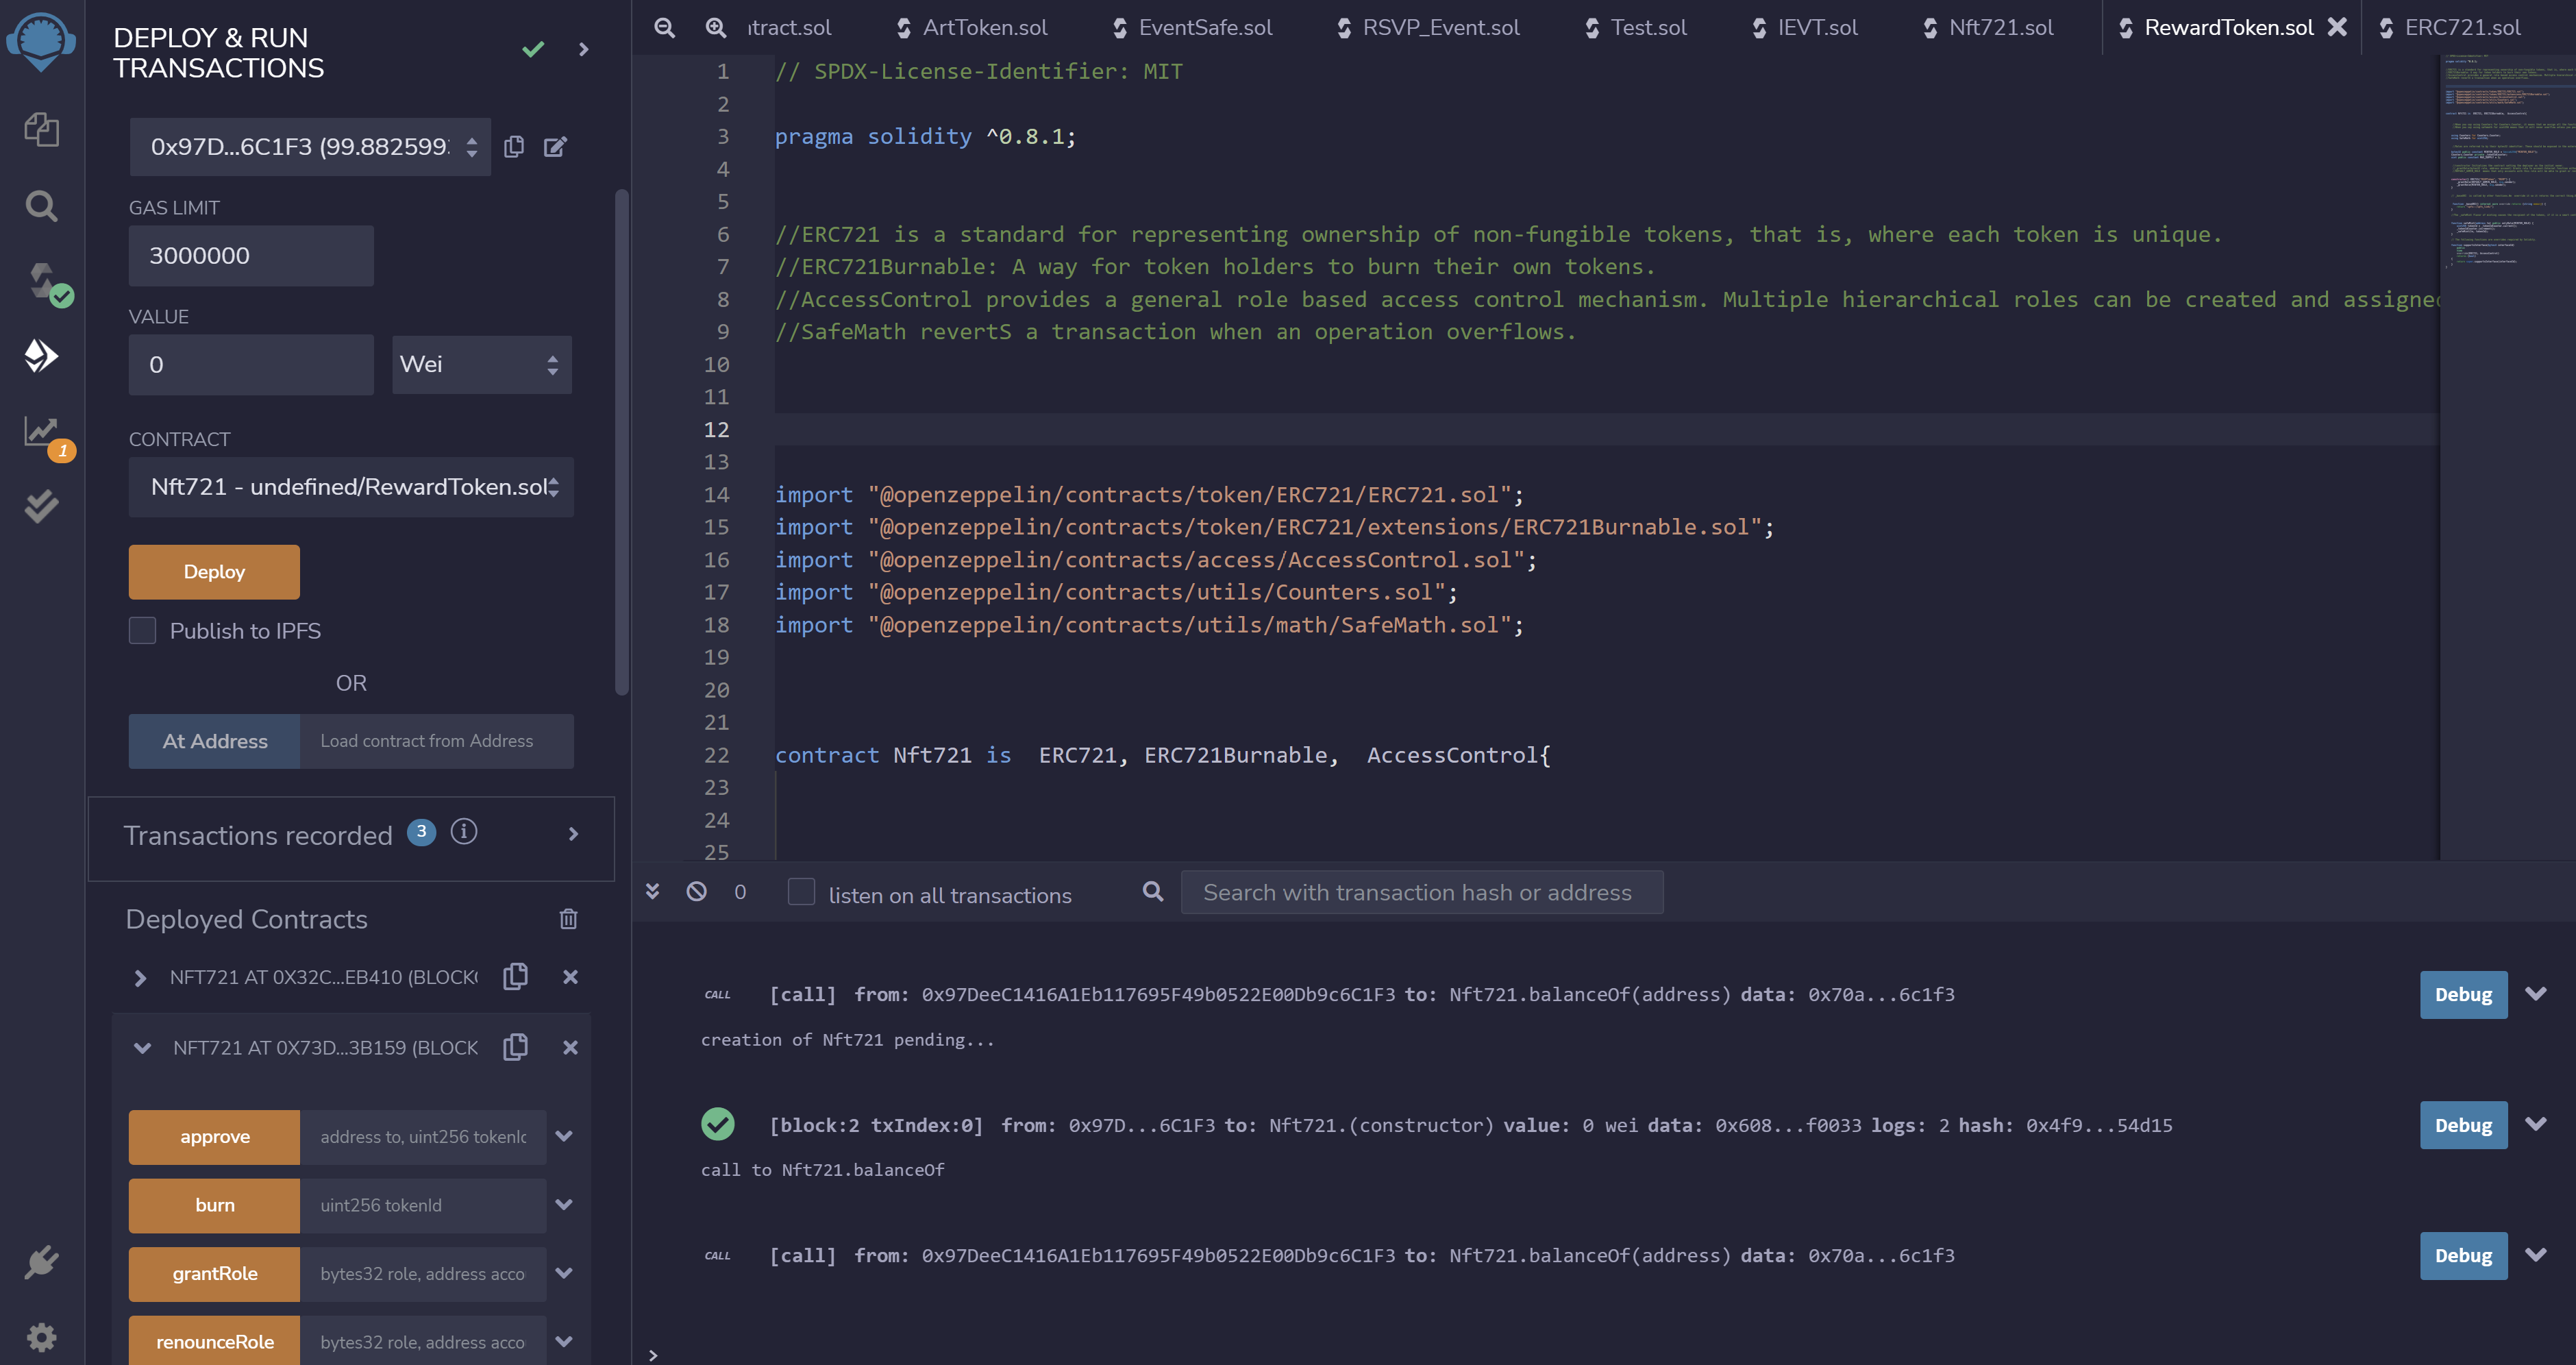 DEPLOY & RUN
TRANSACTIONS
0x97D...6C1F3 (99.882599
GAS LIMIT
3000000
VALUE
0
Wei
CONTRACT
Nft721 - undefined/RewardToken.sol
Deploy
Publish to IPFS
OR
At Address
Load contract from Address
Transactions recorded 3
Deployed Contracts
NFT721 AT 0X32C...EB410 (BLOCK
NFT721 AT 0X73D...3B159 (BLOCK
approve
address to, uint256 tokenId
burn
uint256 tokenId
grantRole
bytes32 role, address acco
renounceRole
bytes32 role, address acco
1
ntract.sol
ArtToken.sol
EventSafe.sol
RSVP_Event.sol
Test.sol
IEVT.sol
Nft721.sol
RewardToken.sol
ERC721.sol
1 // SPDX-License-Identifier: MIT
2
3 pragma solidity ^0.8.1;
4
5
6 //ERC721 is a standard for representing ownership of non-fungible tokens, that is, where each token is unique.
7 //ERC721Burnable: A way for token holders to burn their own tokens.
8 //AccessControl provides a general role based access control mechanism. Multiple hierarchical roles can be created and assigned
9 //SafeMath revertS a transaction when an operation overflows.
10
11
12
13
14 import "@openzeppelin/contracts/token/ERC721/ERC721.sol";
15 import "@openzeppelin/contracts/token/ERC721/extensions/ERC721Burnable.sol";
16 import "@openzeppelin/contracts/access/AccessControl.sol";
17 import "@openzeppelin/contracts/utils/Counters.sol";
18 import "@openzeppelin/contracts/utils/math/SafeMath.sol";
19
20
21
22 contract Nft721 is  ERC721, ERC721Burnable,  AccessControl{
23
24
25
0
listen on all transactions
Search with transaction hash or address
CALL [call] from: 0x97DeeC1416A1Eb117695F49b0522E00Db9c6C1F3 to: Nft721.balanceOf(address) data: 0x70a...6c1f3
Debug
creation of Nft721 pending...
[block:2 txIndex:0] from: 0x97D...6C1F3 to: Nft721.(constructor) value: 0 wei data: 0x608...f0033 logs: 2 hash: 0x4f9...54d15
Debug
call to Nft721.balanceOf
CALL [call] from: 0x97DeeC1416A1Eb117695F49b0522E00Db9c6C1F3 to: Nft721.balanceOf(address) data: 0x70a...6c1f3
Debug
>